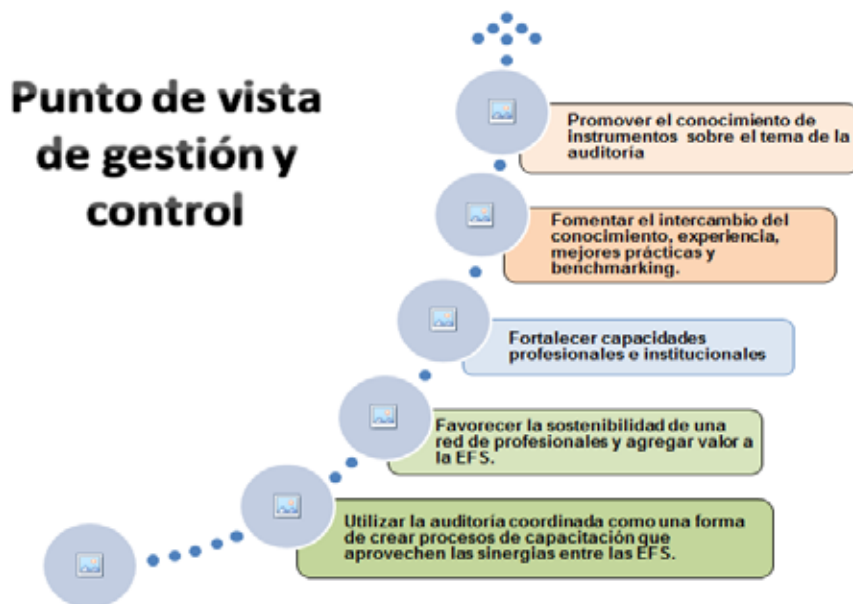 Punto de vista
de gestión y
control
Promover el conocimiento de
instrumentos sobre el tema de la
auditoría
Fomentar el intercambio del
conocimiento, experiencia,
mejores prácticas y
benchmarking.
Fortalecer capacidades
profesionales e institucionales
Favorecer la sostenibilidad de una
red de profesionales y agregar valor a
la EFS.
Utilizar la auditoría coordinada como una forma
de crear procesos de capacitación que
aprovechen las sinergias entre las EFS.